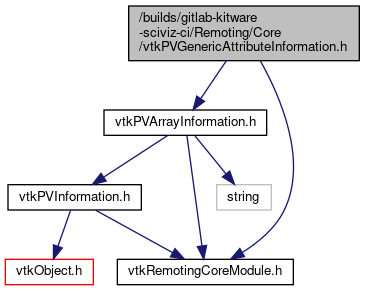 /builds/gitlab-kitware
-sciviz-ci/Remoting/Core
/vtkPVGenericAttributeInformation.h
vtkPVArrayInformation.h
vtkPVInformation.h
string
vtkObject.h
vtkRemotingCoreModule.h